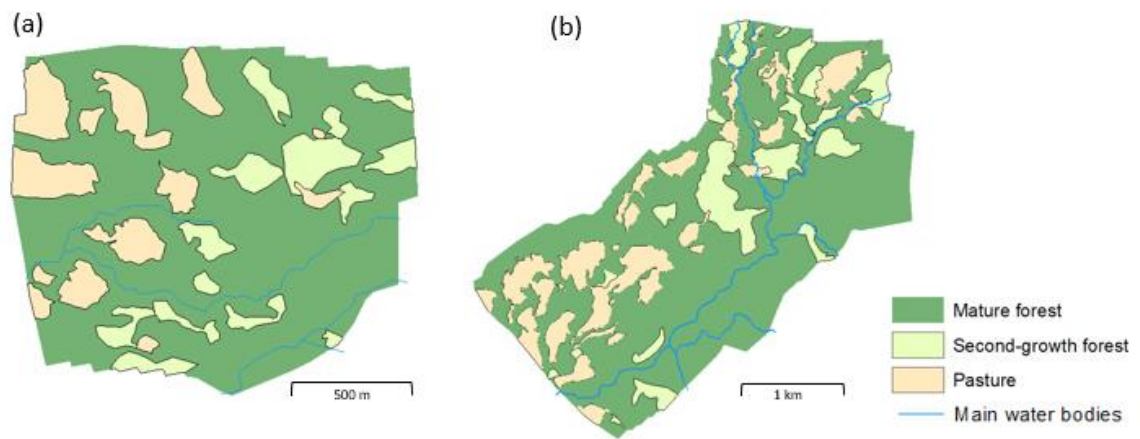 (a)
(b)
Mature forest
Second-growth forest
Pasture
Main water bodies
500 m
1 km